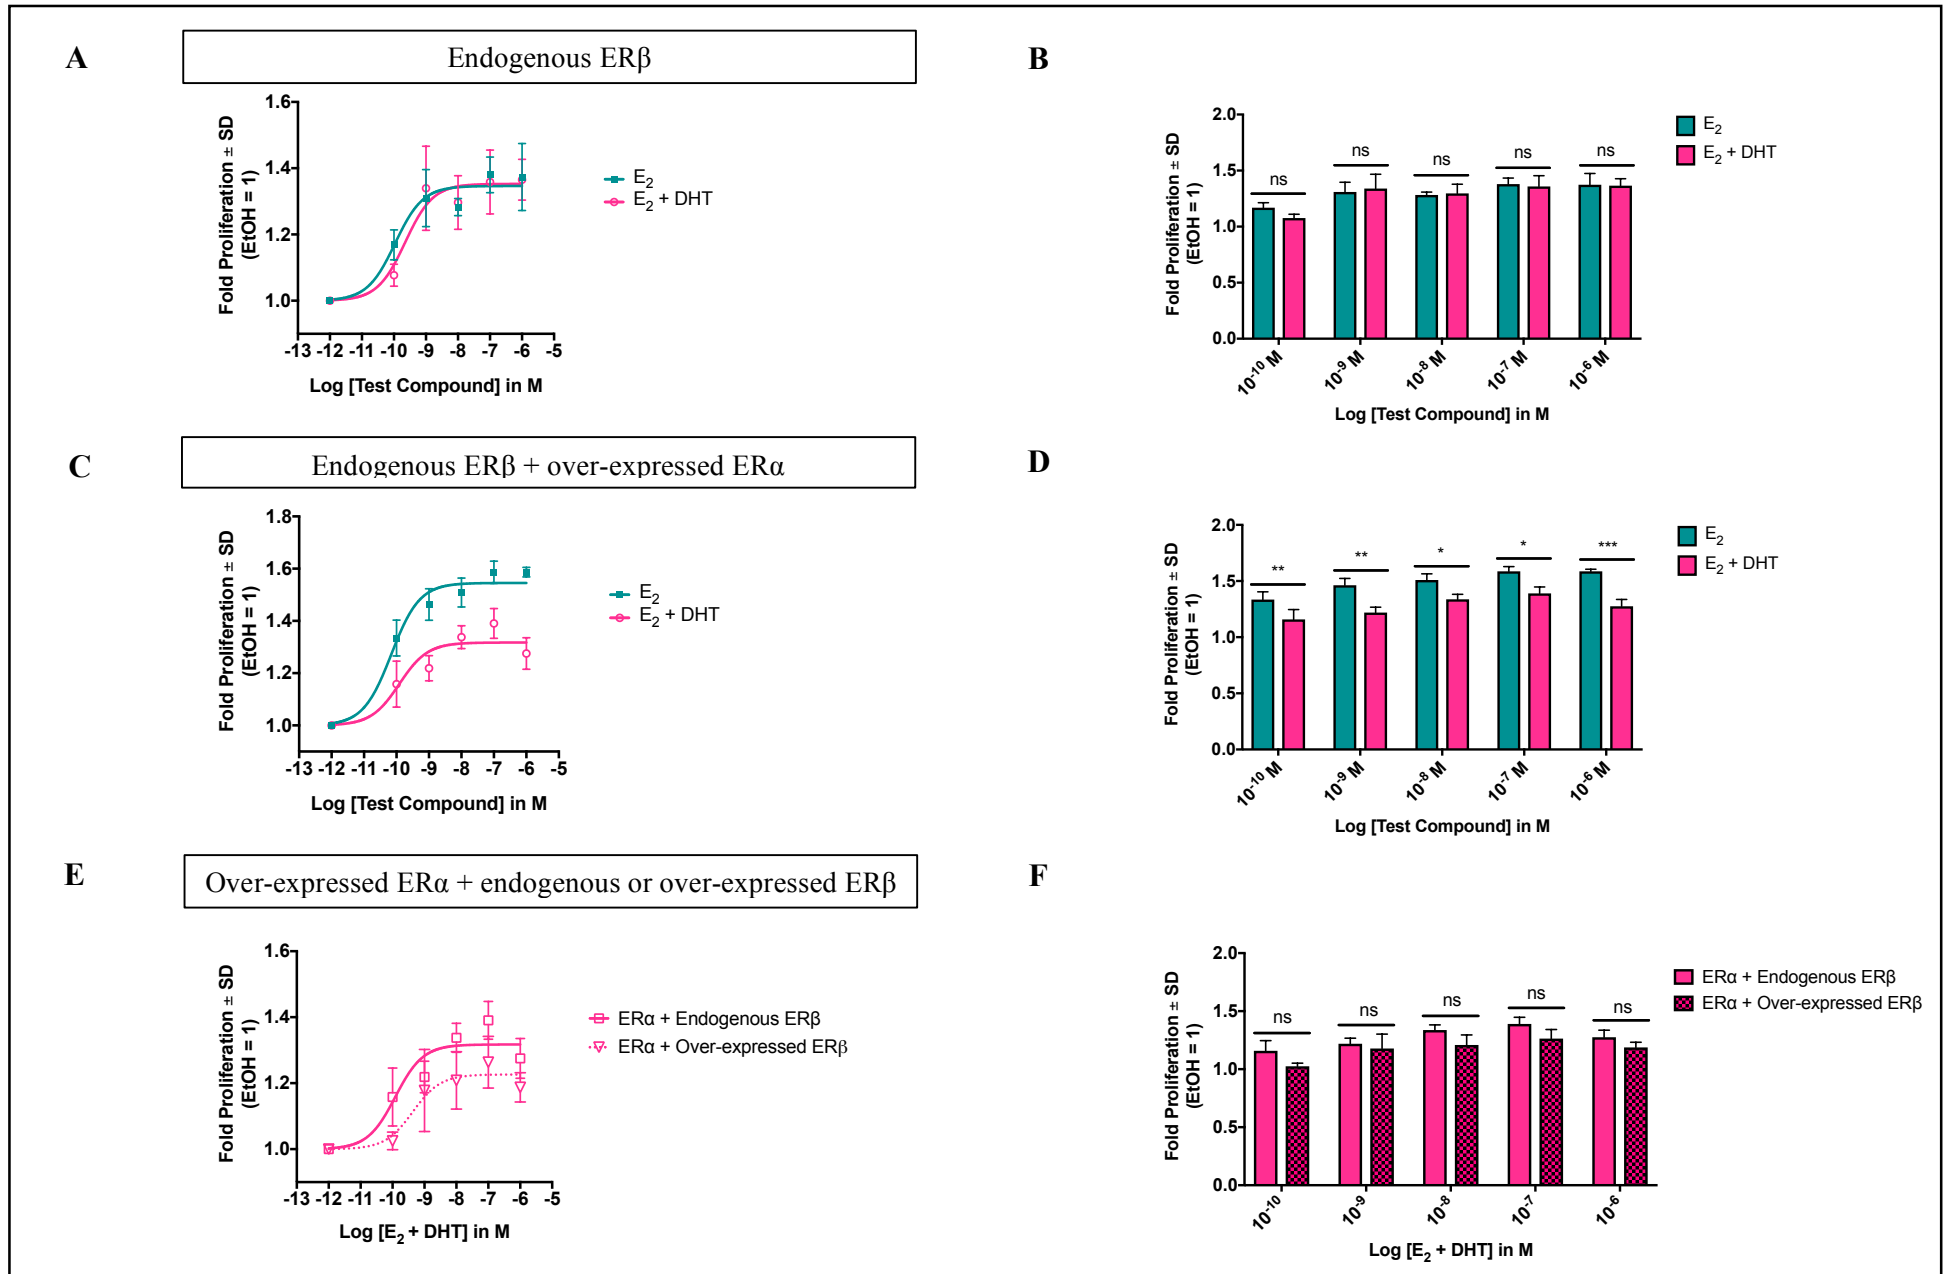 A
Endogenous ERβ
Fold Proliferation ± SD
(EtOH = 1)
1.6
1.4
1.2
1.0
-13 -12 -11 -10 -9 -8 -7 -6 -5
Log [Test Compound] in M
E2
E2 + DHT
B
Fold Proliferation ± SD
(EtOH = 1)
2.0
1.5
1.0
0.5
0.0
ns ns ns ns ns
10-10 M 10-9 M 10-8 M 10-7 M 10-6 M
Log [Test Compound] in M
E2
E2 + DHT
C
Endogenous ERβ + over-expressed ERα
Fold Proliferation ± SD
(EtOH = 1)
1.8
1.6
1.4
1.2
1.0
-13 -12 -11 -10 -9 -8 -7 -6 -5
Log [Test Compound] in M
E2
E2 + DHT
D
Fold Proliferation ± SD
(EtOH = 1)
2.0
1.5
1.0
0.5
0.0
** ** * * ***
10-10 M 10-9 M 10-8 M 10-7 M 10-6 M
Log [Test Compound] in M
E2
E2 + DHT
E
Over-expressed ERα + endogenous or over-expressed ERβ
Fold Proliferation ± SD
(EtOH = 1)
1.6
1.4
1.2
1.0
-13 -12 -11 -10 -9 -8 -7 -6 -5
Log [E2 + DHT] in M
ERα + Endogenous ERβ
ERα + Over-expressed ERβ
F
Fold Proliferation ± SD
(EtOH = 1)
2.0
1.5
1.0
0.5
0.0
ns ns ns ns ns
10-10 10-9 10-8 10-7 10-6
Log [E2 + DHT] in M
ERα + Endogenous ERβ
ERα + Over-expressed ERβ